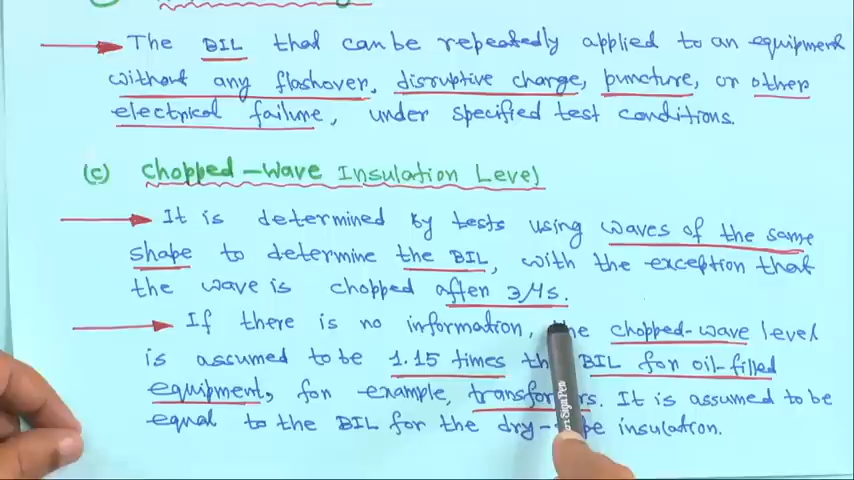 The BIL that can be repeatedly applied to an equipment
without any flashover, disruptive charge, puncture, or other
electrical failure, under specified test conditions.
(c) Chopped-Wave Insulation Level
It is determined by tests using waves of the same
shape to determine the BIL, with the exception that
the wave is chopped after 3 μs.
If there is no information, the chopped-wave level
is assumed to be 1.15 times the BIL for oil-filled
equipment, for example, transformers. It is assumed to be
equal to the BIL for the dry-type insulation.